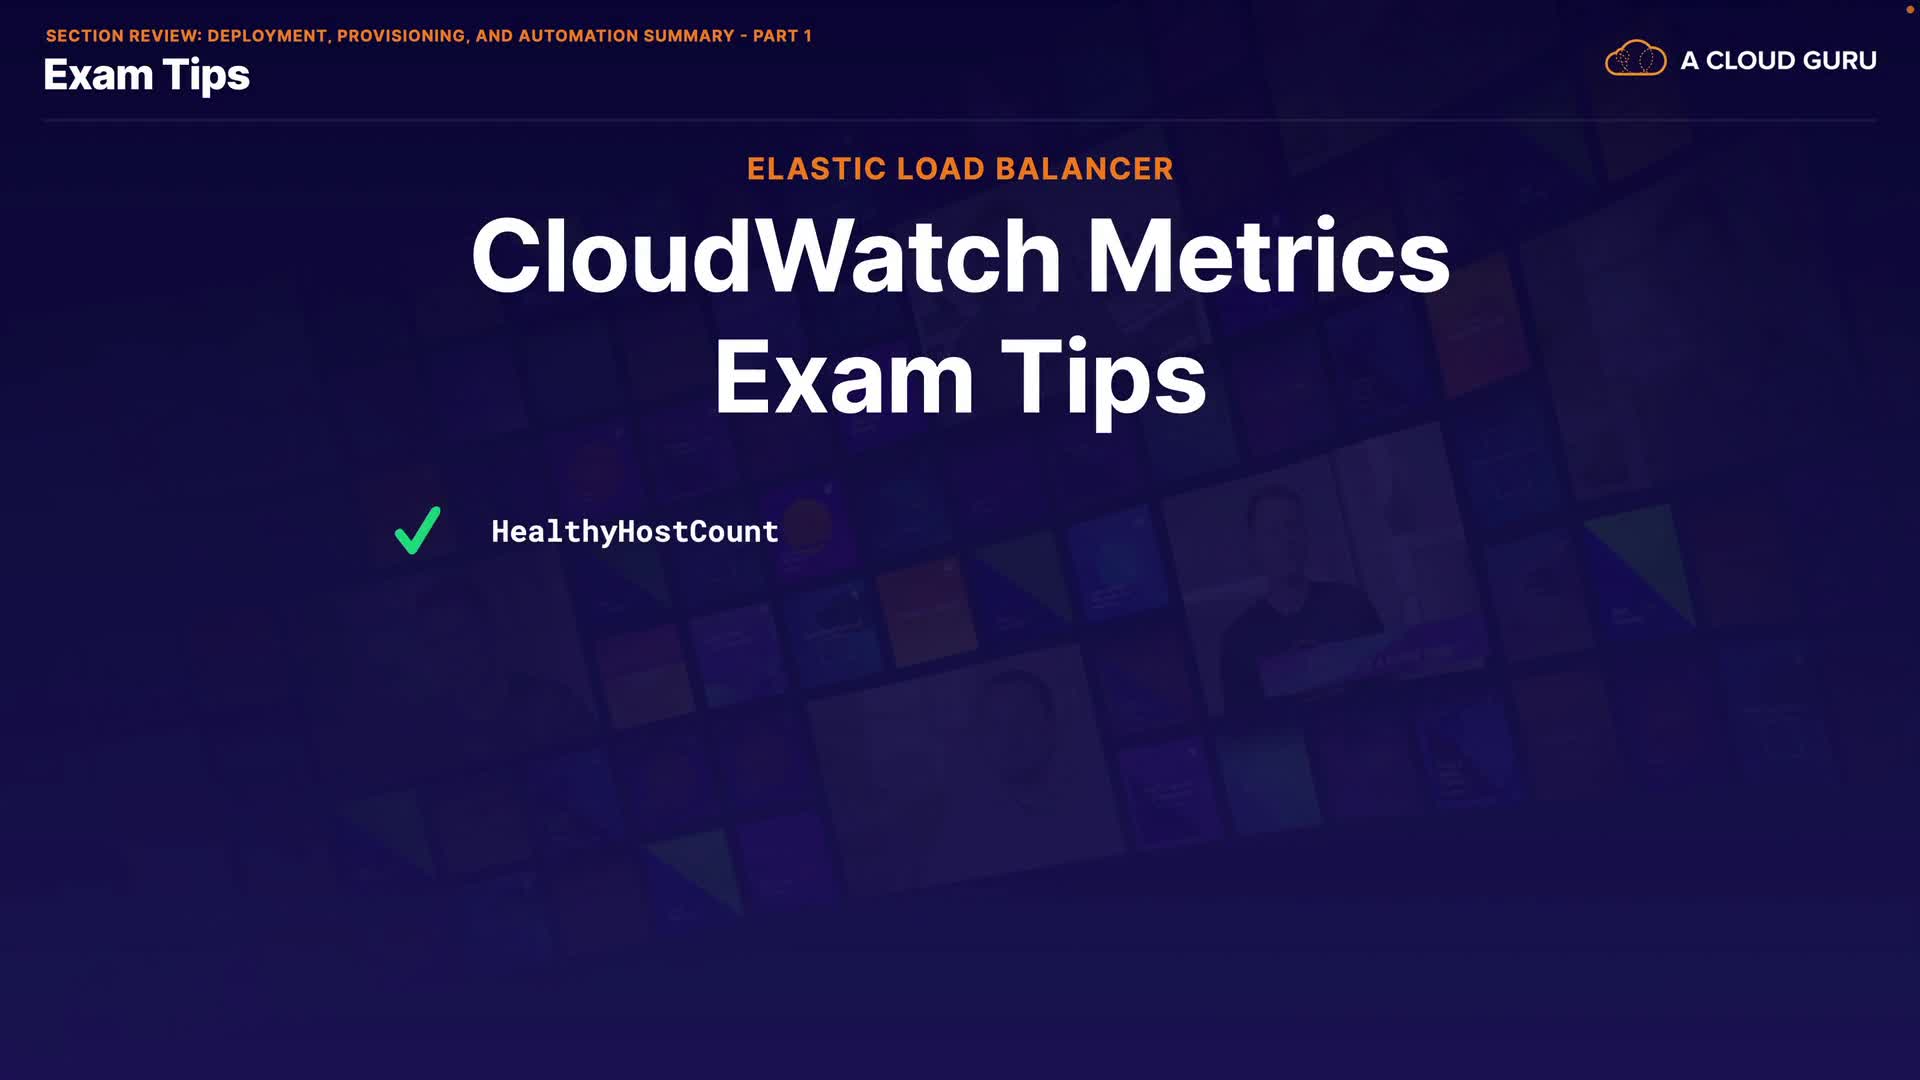 SECTION REVIEW: DEPLOYMENT, PROVISIONING, AND AUTOMATION SUMMARY - PART 1
Exam Tips
A CLOUD GURU
ELASTIC LOAD BALANCER
CloudWatch Metrics
Exam Tips
HealthyHostCount